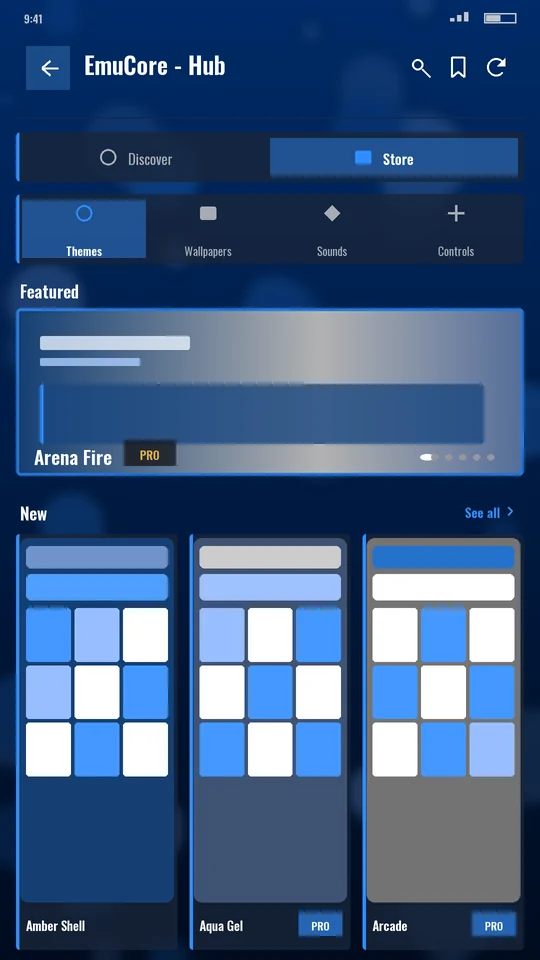 9:41
EmuCore - Hub
Discover
Store
Themes
Wallpapers
Sounds
Controls
Featured
Arena Fire
PRO
New
See all
Amber Shell
Aqua Gel
PRO
Arcade
PRO